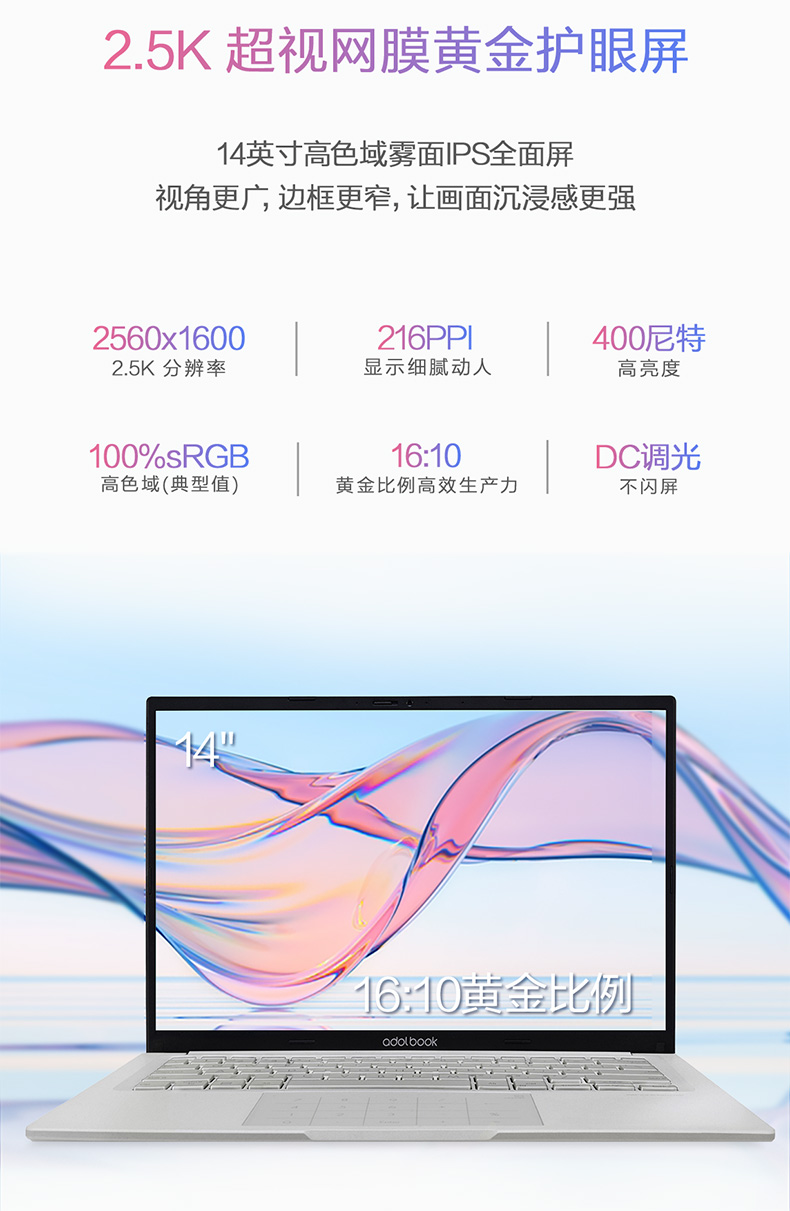 2.5K 超视网膜黄金护眼屏
14英寸高色域雾面IPS全面屏
视角更广, 边框更窄, 让画面沉浸感更强
2560x1600
2.5K 分辨率
216PPI
显示细腻动人
400尼特
高亮度
100%sRGB
高色域(典型值)
16:10
黄金比例高效生产力
DC调光
不闪屏
14"
16:10黄金比例
adolbook